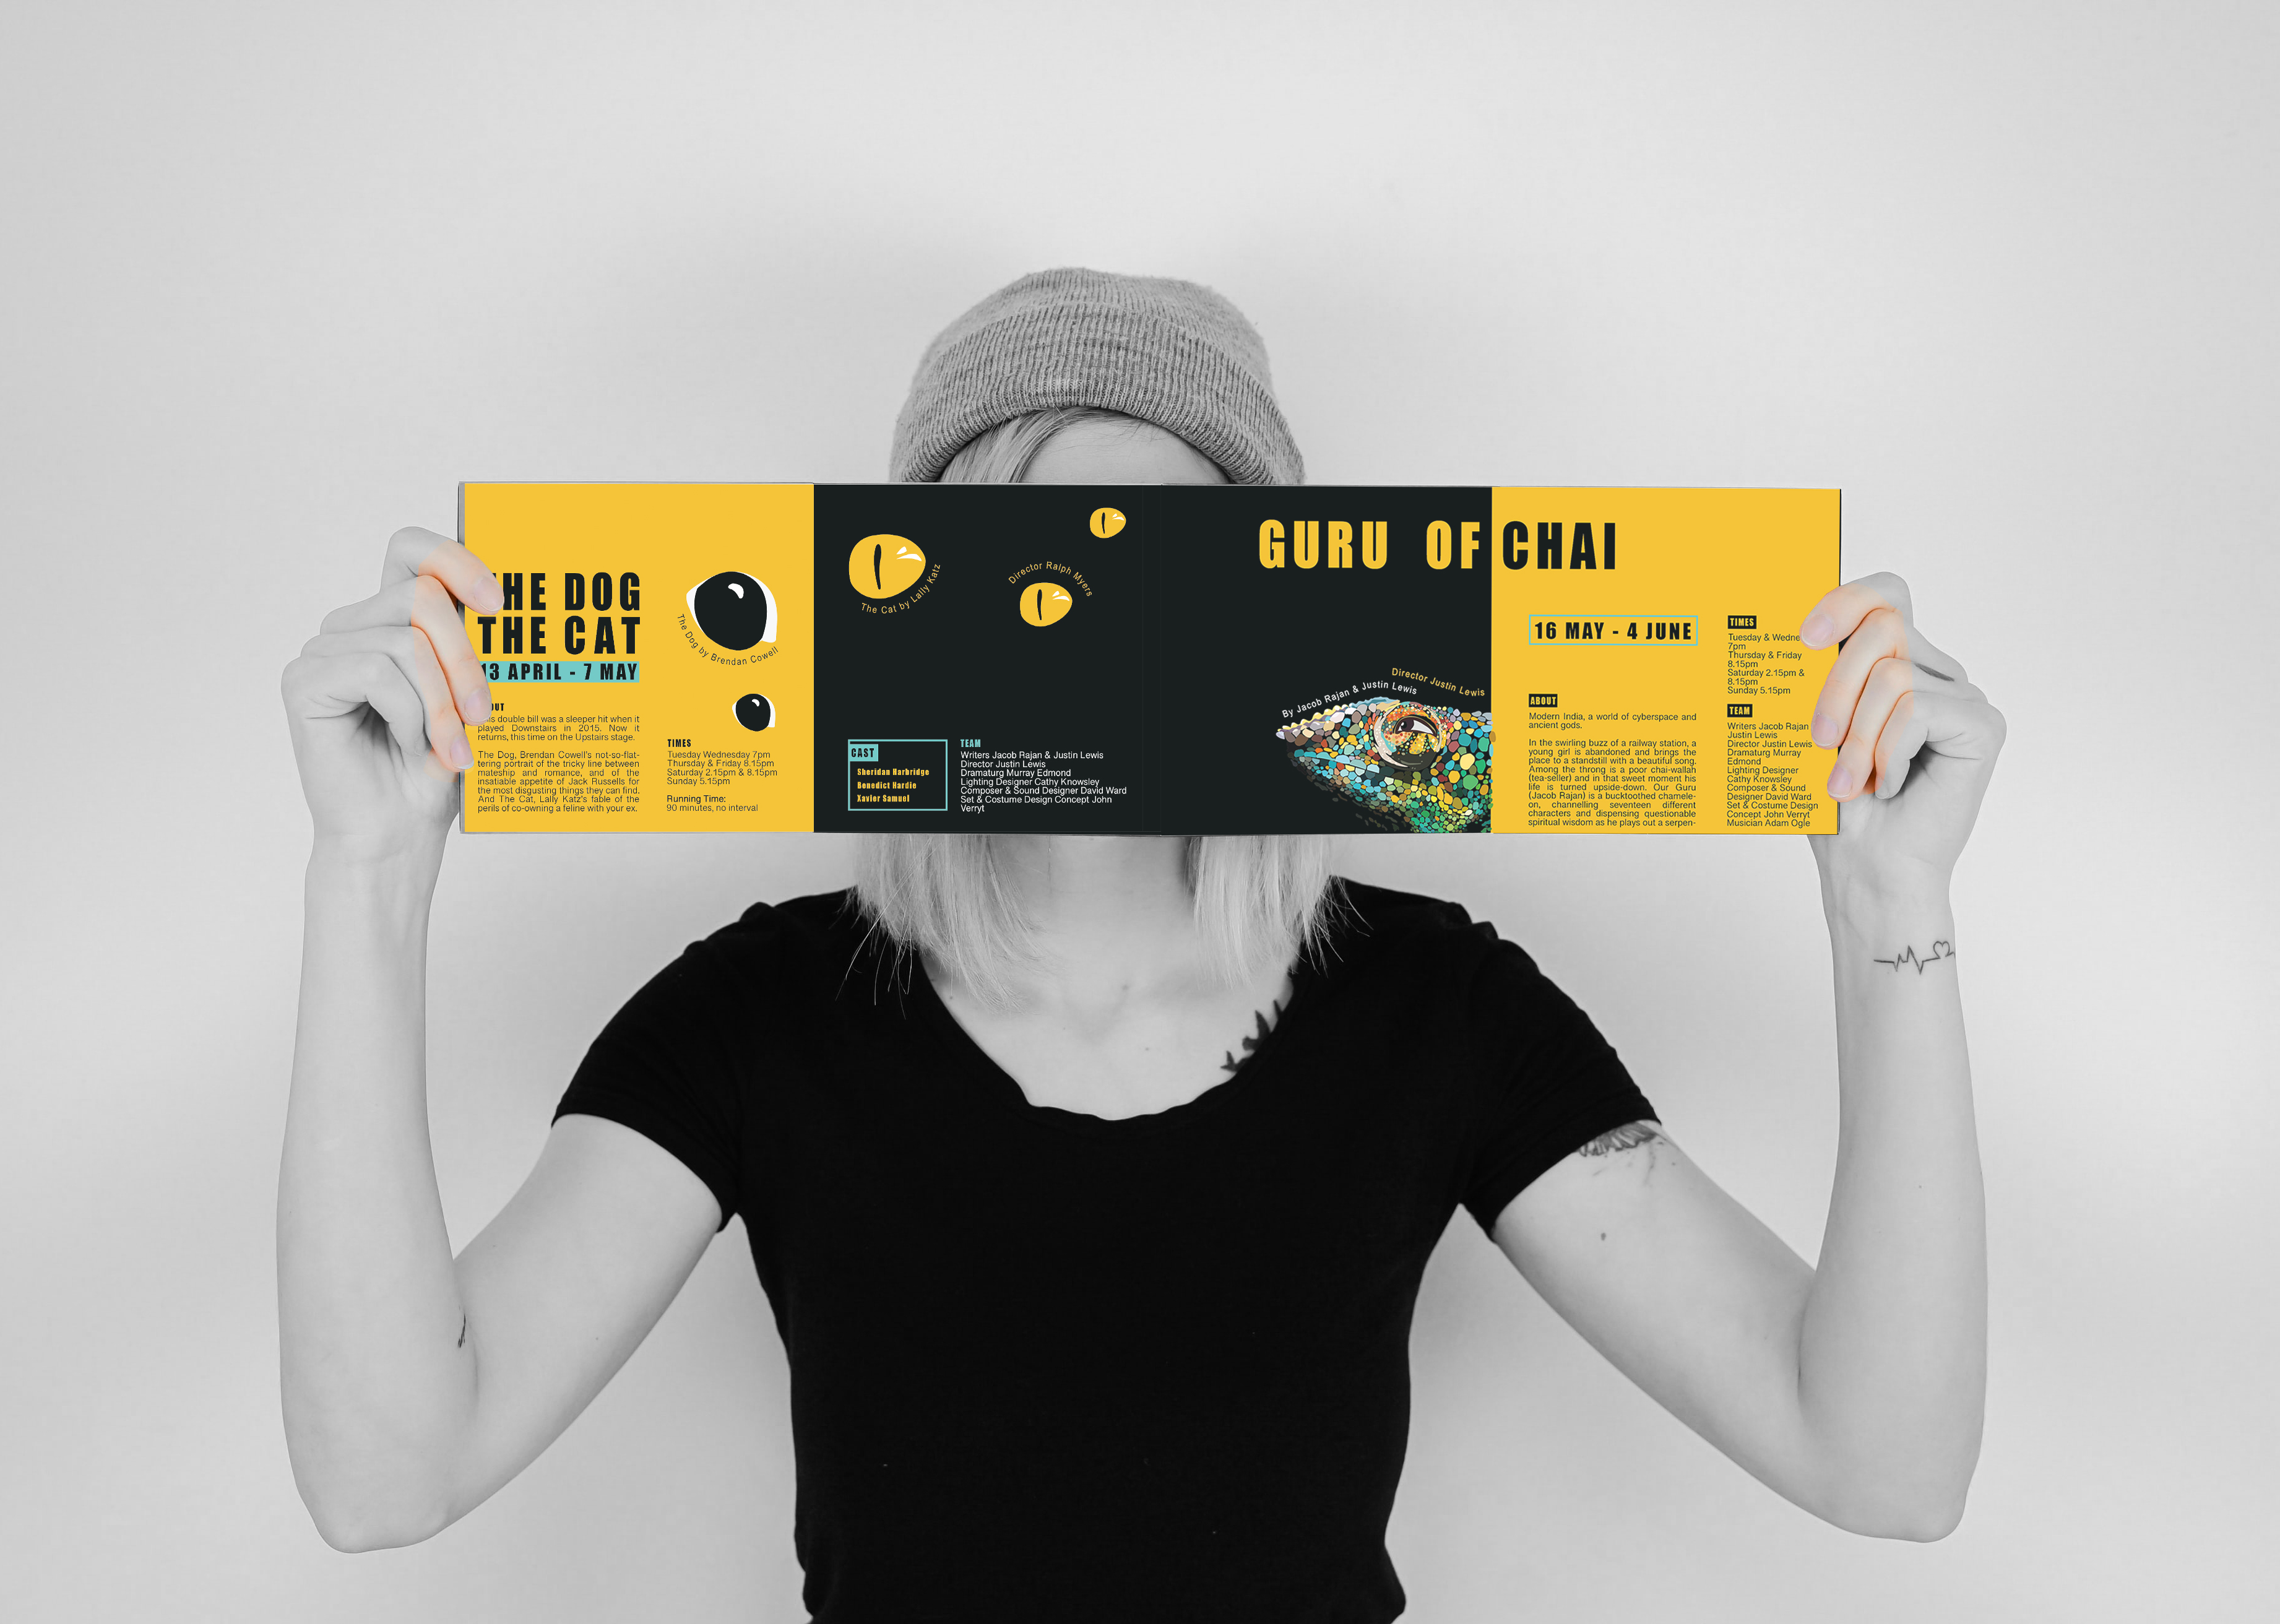 THE DOG
THE CAT
13 APRIL - 7 MAY
OUT
is double bill was a sleeper hit when it
played Downstairs in 2015. Now it
returns, this time on the Upstairs stage.
The Dog, Brendan Cowell's not-so-flat-
tering portrait of the tricky line between
mateship and romance, and of the
insatiable appetite of Jack Russells for
the most disgusting things they can find.
And The Cat, Lally Katz's fable of the
perils of co-owning a feline with your ex.
The Dog by Brendan Cowell
TIMES
Tuesday Wednesday 7pm
Thursday & Friday 8.15pm
Saturday 2.15pm & 8.15pm
Sunday 5.15pm
Running Time:
90 minutes, no interval
The Cat by Lally Katz
Director Ralph Myers
CAST
Sheridan Harbridge
Benedict Hardie
Xavier Samuel
TEAM
Writers Jacob Rajan & Justin Lewis
Director Justin Lewis
Dramaturg Murray Edmond
Lighting Designer Cathy Knowsley
Composer & Sound Designer David Ward
Set & Costume Design Concept John
Verryt
GURU OF CHAI
By Jacob Rajan & Justin Lewis
Director Justin Lewis
16 MAY - 4 JUNE
ABOUT
Modern India, a world of cyberspace and
ancient gods.
In the swirling buzz of a railway station, a
young girl is abandoned and brings the
place to a standstill with a beautiful song.
Among the throng is a poor chai-wallah
(tea-seller) and in that sweet moment his
life is turned upside-down. Our Guru
(Jacob Rajan) is a bucktoothed chamele-
on, channelling seventeen different
characters and dispensing questionable
spiritual wisdom as he plays out a serpen-
TIMES
Tuesday & Wedne
7pm
Thursday & Friday
8.15pm
Saturday 2.15pm &
8.15pm
Sunday 5.15pm
TEAM
Writers Jacob Rajan
Justin Lewis
Director Justin Lewis
Dramaturg Murray
Edmond
Lighting Designer
Cathy Knowsley
Composer & Sound
Designer David Ward
Set & Costume Design
Concept John Verryt
Musician Adam Ogle